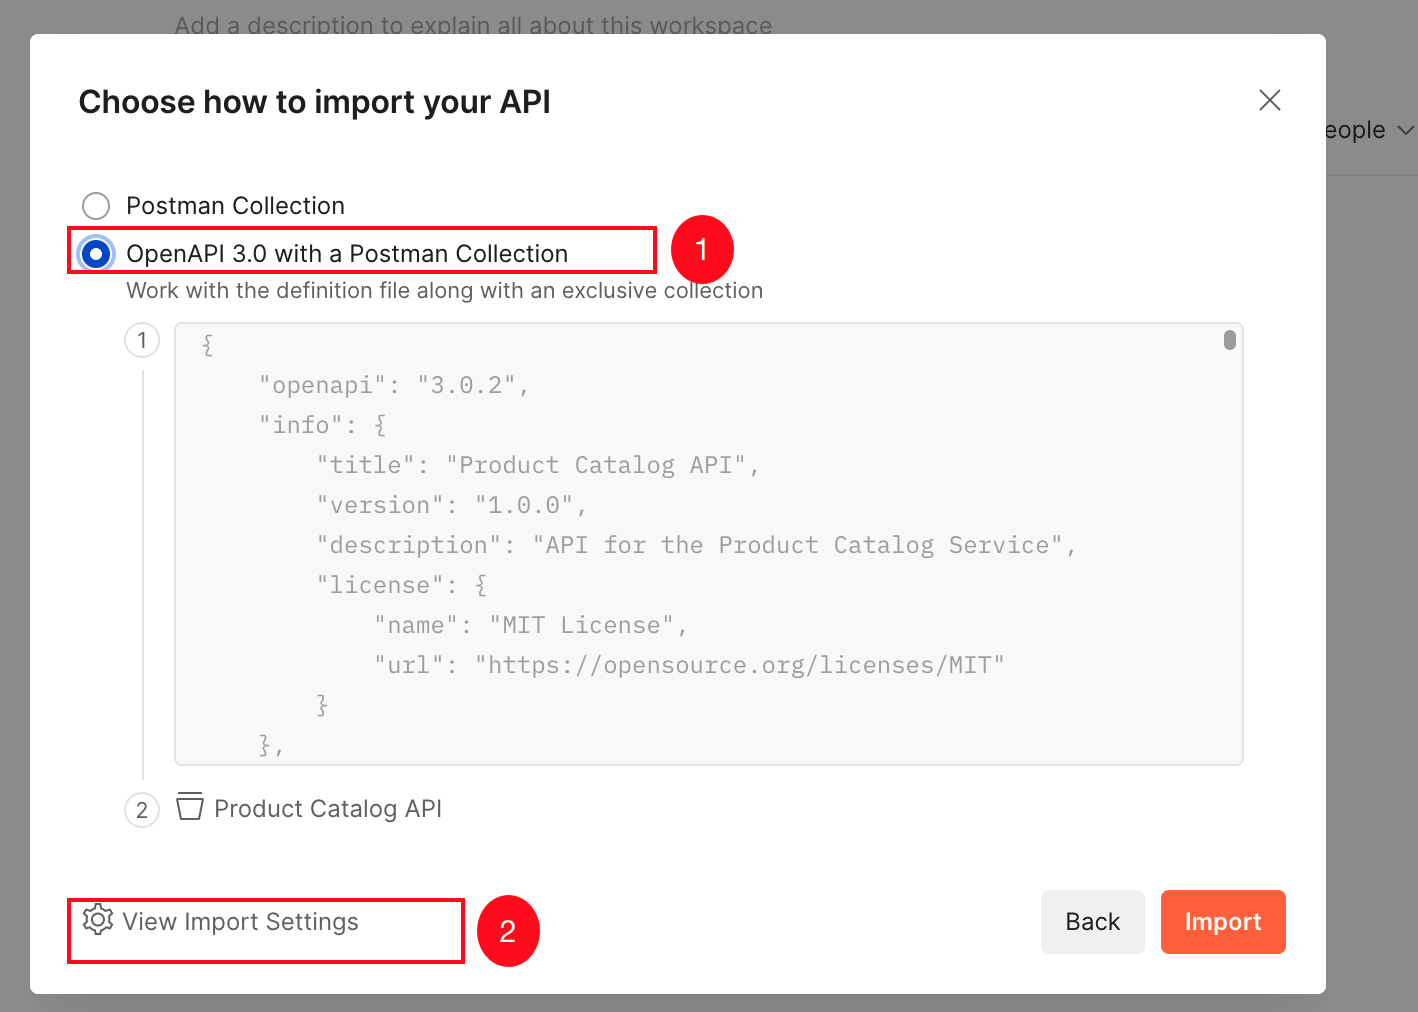 Add a description to explain all about this workspace
Choose how to import your API
eople
Postman Collection
OpenAPI 3.0 with a Postman Collection
1
Work with the definition file along with an exclusive collection
1
{
"openapi": "3.0.2",
"info": {
"title": "Product Catalog API",
"version": "1.0.0",
"description": "API for the Product Catalog Service",
"license": {
"name": "MIT License",
"url": "https://opensource.org/licenses/MIT"
}
},
2
Product Catalog API
View Import Settings
2
Back
Import